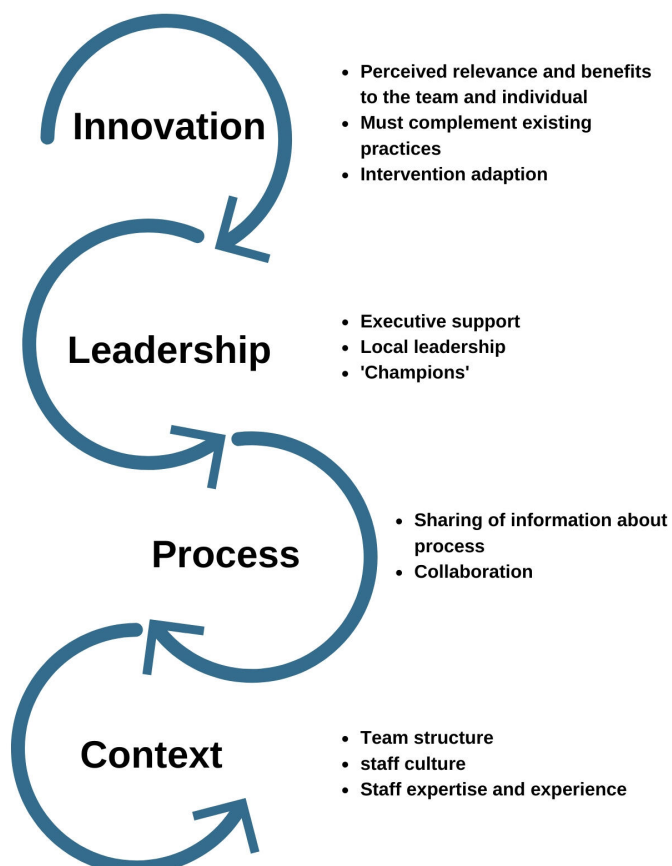 Innovation
• Perceived relevance and benefits
to the team and individual
• Must complement existing
practices
• Intervention adaption
Leadership
• Executive support
• Local leadership
• 'Champions'
Process
• Sharing of information about
process
• Collaboration
Context
• Team structure
• staff culture
• Staff expertise and experience